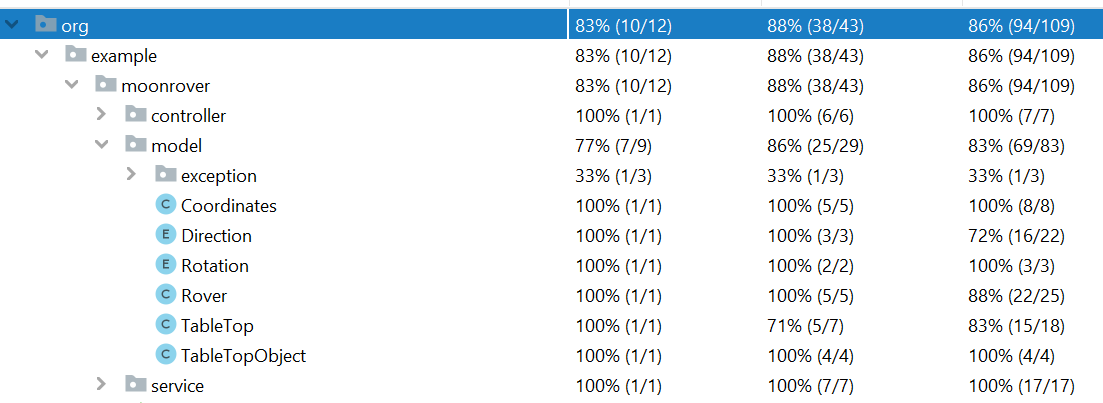 org 83% (10/12) 88% (38/43) 86% (94/109)
example 83% (10/12) 88% (38/43) 86% (94/109)
moonrover 83% (10/12) 88% (38/43) 86% (94/109)
controller 100% (1/1) 100% (6/6) 100% (7/7)
model 77% (7/9) 86% (25/29) 83% (69/83)
exception 33% (1/3) 33% (1/3) 33% (1/3)
C Coordinates 100% (1/1) 100% (5/5) 100% (8/8)
E Direction 100% (1/1) 100% (3/3) 72% (16/22)
E Rotation 100% (1/1) 100% (2/2) 100% (3/3)
C Rover 100% (1/1) 100% (5/5) 88% (22/25)
C TableTop 100% (1/1) 71% (5/7) 83% (15/18)
C TableTopObject 100% (1/1) 100% (4/4) 100% (4/4)
service 100% (1/1) 100% (7/7) 100% (17/17)